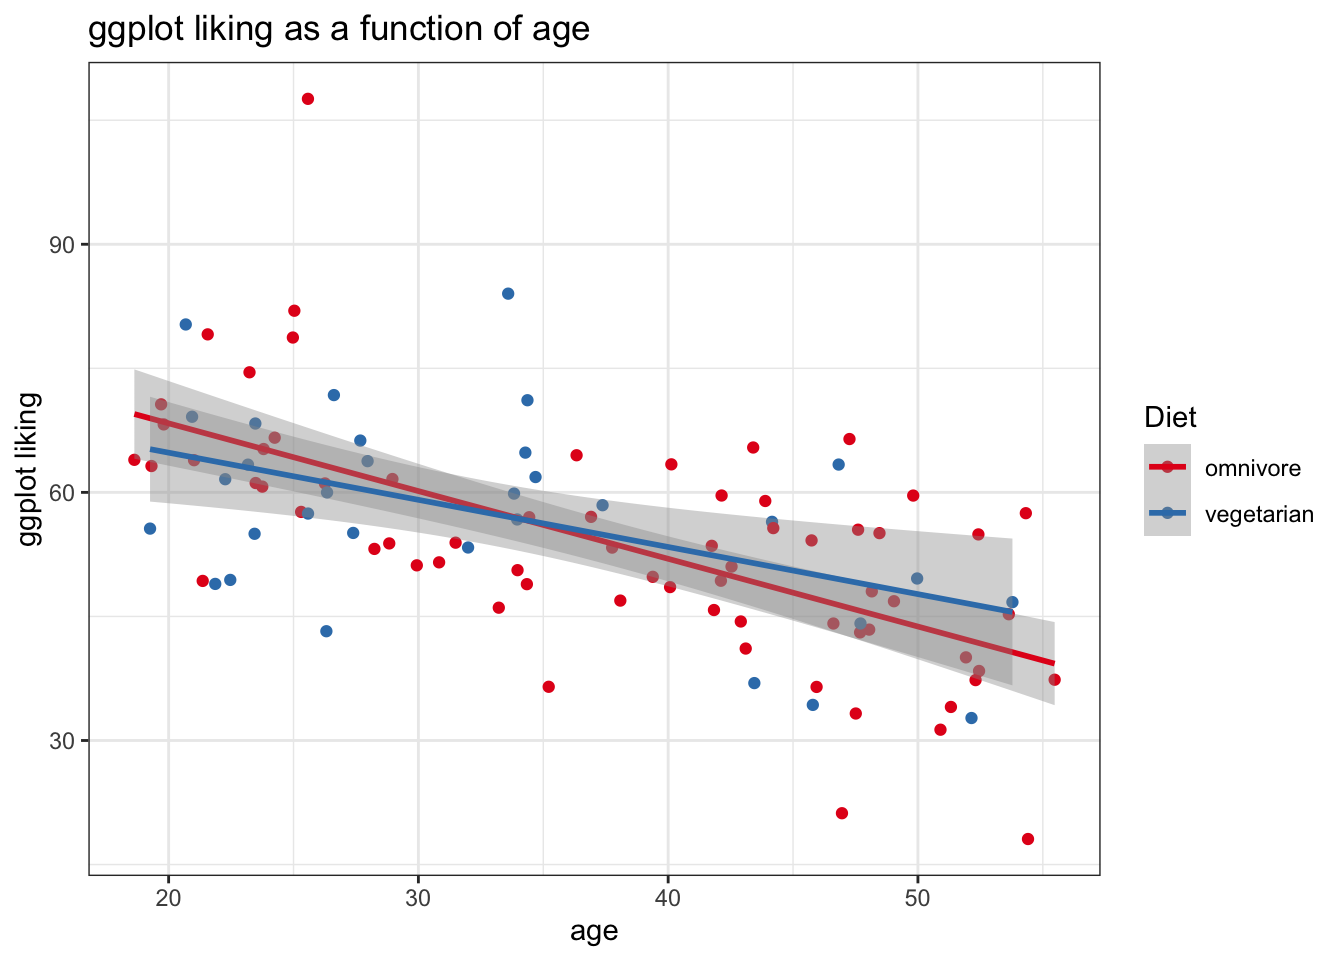 ggplot liking as a function of age
90
60
30
ggplot liking
20 30 40 50
age
Diet
omnivore
vegetarian